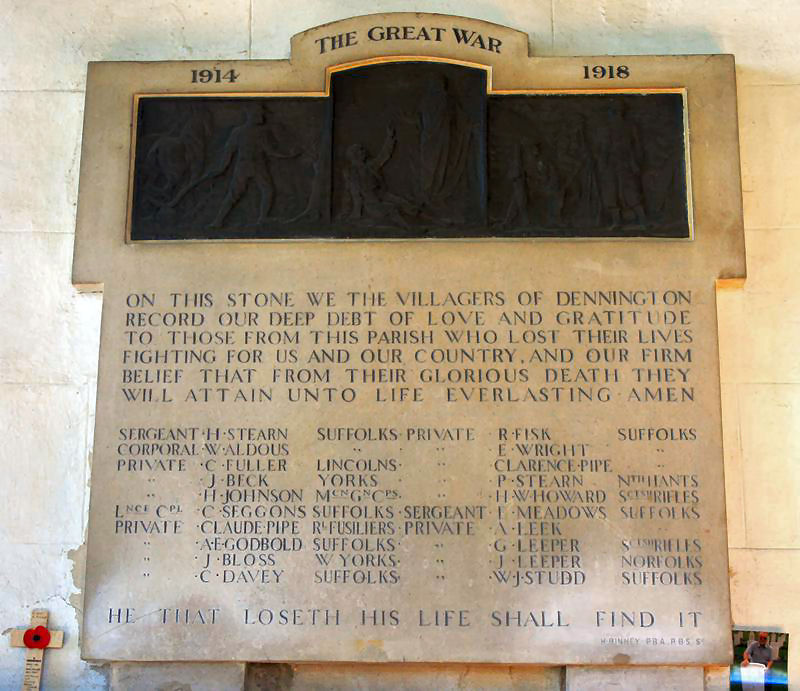 THE GREAT WAR
1914 1918
ON THIS STONE WE THE VILLAGERS OF DENNINGTON
RECORD OUR DEEP DEBT OF LOVE AND GRATITUDE
TO THOSE FROM THIS PARISH WHO LOST THEIR LIVES
FIGHTING FOR US AND OUR COUNTRY, AND OUR FIRM
BELIEF THAT FROM THEIR GLORIOUS DEATH THEY
WILL ATTAIN UNTO LIFE EVERLASTING · AMEN
SERGEANT · H · STEARN SUFFOLKS · PRIVATE R · FISK SUFFOLKS
CORPORAL · W · ALDOUS " " E · WRIGHT "
PRIVATE · C · FULLER LINCOLNS · " CLARENCE · PIPE "
" · J · BECK YORKS " P · STEARN NTH HANTS
" · H · JOHNSON MCN GN CPS. " H · W · HOWARD SCTSH RIFLES
LNCE CPL · C · SEGGONS SUFFOLKS · SERGEANT F · MEADOWS SUFFOLKS
PRIVATE · CLAUDE · PIPE RL FUSILIERS · PRIVATE A · LEEK "
" · A · E · GODBOLD SUFFOLKS · " G · LEEPER SCTSH RIFLES
" · J · BLOSS W YORKS · " J · LEEPER NORFOLKS
" · C · DAVEY SUFFOLKS · " W · J · STUDD SUFFOLKS
HE THAT LOSETH HIS LIFE SHALL FIND IT
H · BINNEY · R · B · A · R · B · S · Sc